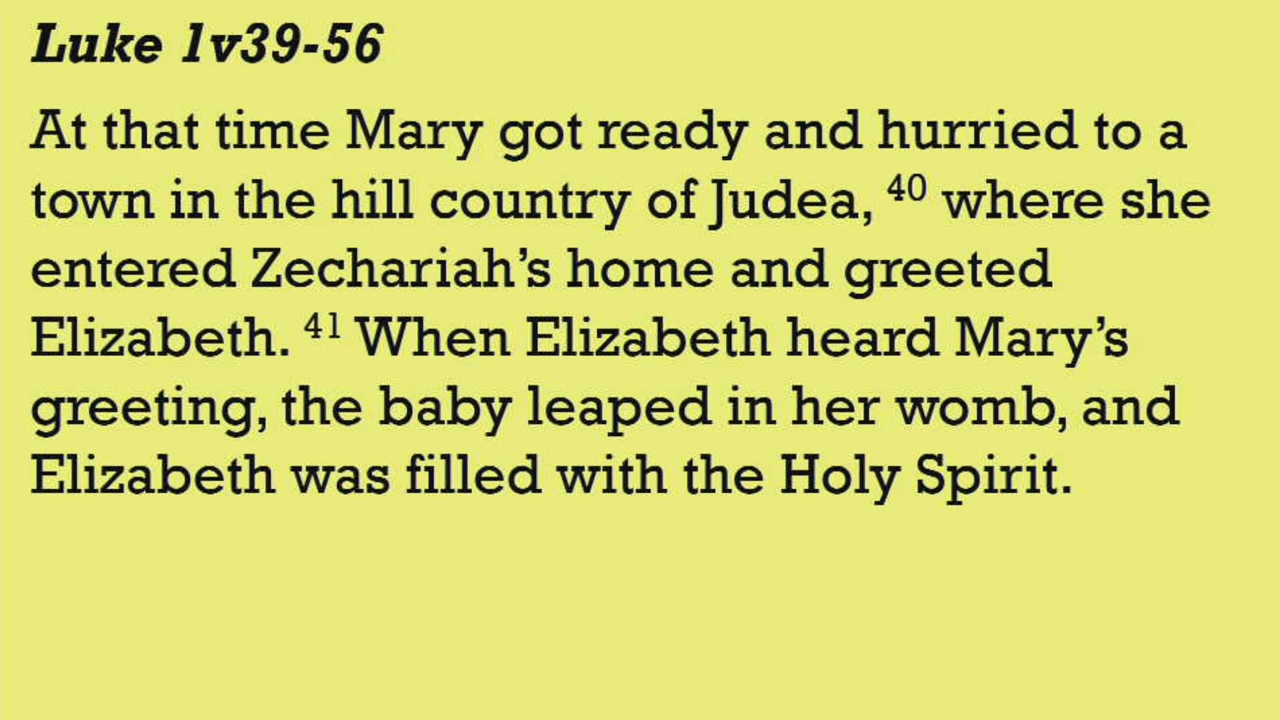 Luke 1v39-56
At that time Mary got ready and hurried to a
town in the hill country of Judea, 40 where she
entered Zechariah’s home and greeted
Elizabeth. 41 When Elizabeth heard Mary’s
greeting, the baby leaped in her womb, and
Elizabeth was filled with the Holy Spirit.